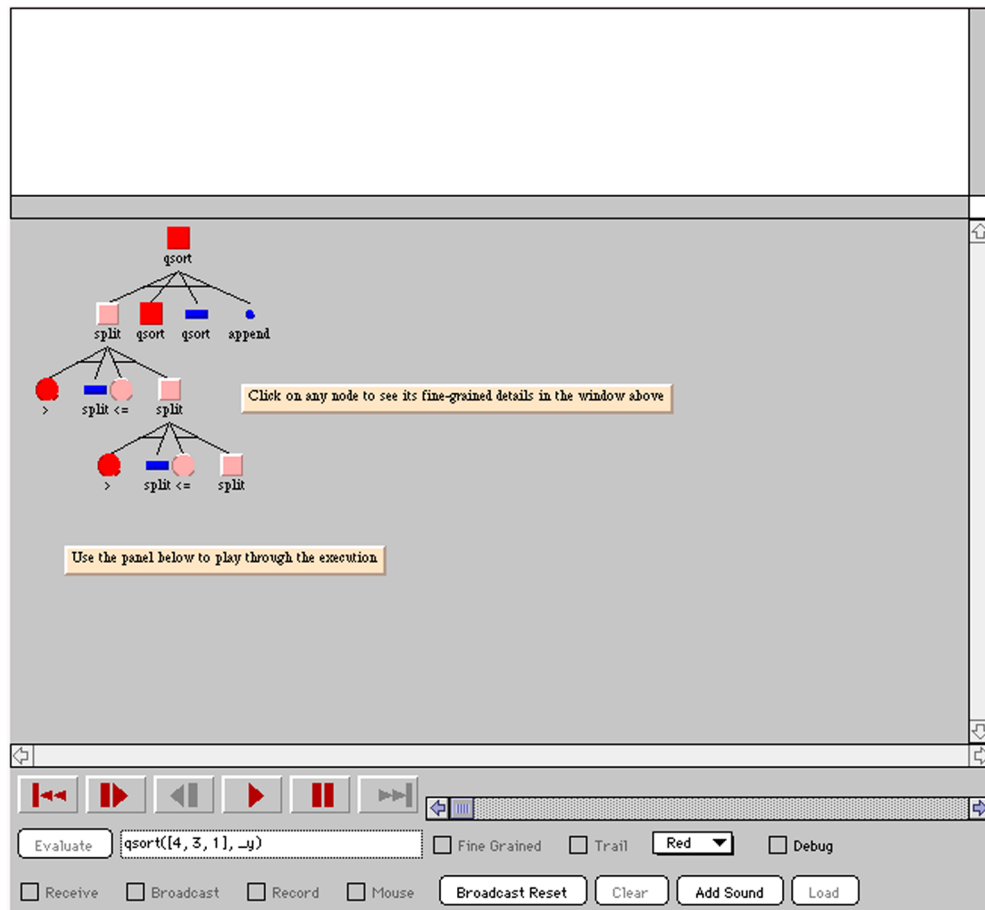 qsort
split qsort qsort append
> split <= split
Click on any node to see its fine-grained details in the window above
> split <= split
Use the panel below to play through the execution
Evaluate qsort([4, 3, 1], _y) Fine Grained Trail Red Debug
Receive Broadcast Record Mouse Broadcast Reset Clear Add Sound Load